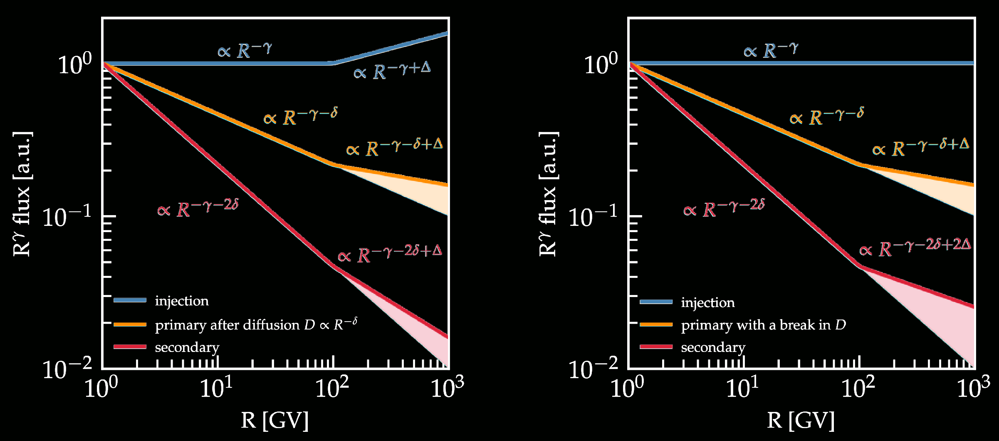 ∝ R^{−γ}
∝ R^{−γ+Δ}
∝ R^{−γ−δ}
∝ R^{−γ−δ+Δ}
∝ R^{−γ−2δ}
∝ R^{−γ−2δ+Δ}
injection
primary after diffusion D ∝ R^{−δ}
secondary
R^γ flux [a.u.]
10^0
10^{−1}
10^{−2}
10^0 10^1 10^2 10^3
R [GV]
∝ R^{−γ}
∝ R^{−γ−δ}
∝ R^{−γ−δ+Δ}
∝ R^{−γ−2δ}
∝ R^{−γ−2δ+2Δ}
injection
primary with a break in D
secondary
R^γ flux [a.u.]
10^0
10^{−1}
10^{−2}
10^0 10^1 10^2 10^3
R [GV]